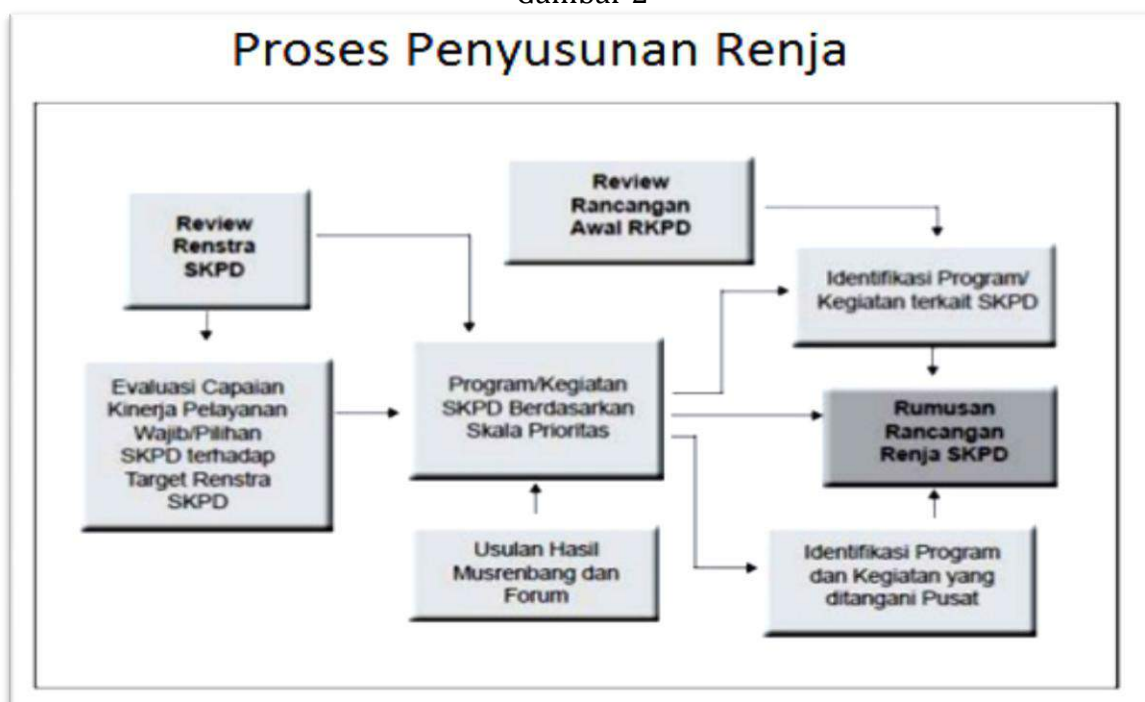 Gambar 2
Proses Penyusunan Renja
Review
Renstra
SKPD
Review
Rancangan
Awal RKPD
Identifikasi Program/
Kegiatan terkait SKPD
Evaluasi Capaian
Kinerja Pelayanan
Wajib/Pilihan
SKPD terhadap
Target Renstra
SKPD
Program/Kegiatan
SKPD Berdasarkan
Skala Prioritas
Rumusan
Rancangan
Renja SKPD
Usulan Hasil
Musrenbang dan
Forum
Identifikasi Program
dan Kegiatan yang
ditangani Pusat